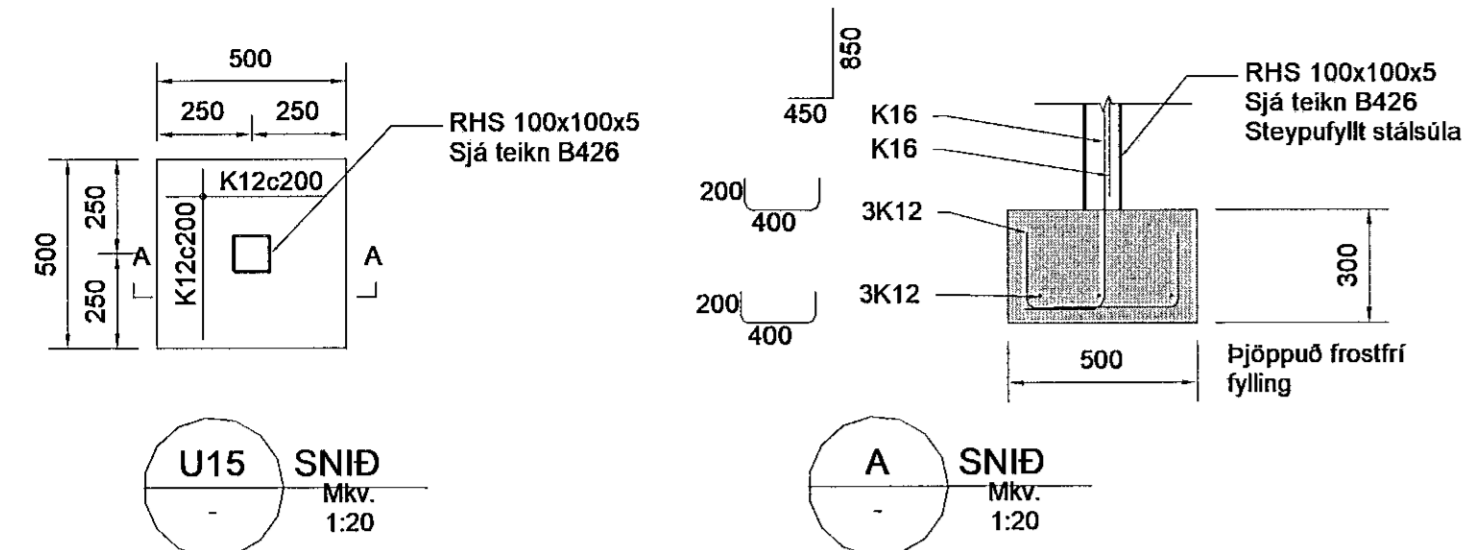 500
250
250
RHS 100x100x5
Sjá teikn B426
K12c200
K12c200
500
250
250
A
A
U15
SNIÐ
Mkv.
1:20
-
850
450
K16
K16
200
400
3K12
200
400
3K12
RHS 100x100x5
Sjá teikn B426
Steypufyllt stálsúla
300
500
Þjöppuð frostfrí
fylling
A
SNIÐ
Mkv.
1:20
-